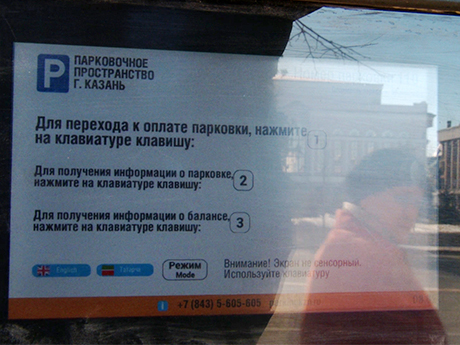 P
ПАРКОВОЧНОЕ
ПРОСТРАНСТВО
Г. КАЗАНЬ
Для перехода к оплате парковки, нажмите
на клавиатуре клавишу: 1
Для получения информации о парковке,
нажмите на клавиатуре клавишу: 2
Для получения информации о балансе,
нажмите на клавиатуре клавишу: 3
English
Tatarie
Режим
Mode
Внимание! Экран не сенсорный.
Используйте клавиатуру
i +7 (843) 5-605-605